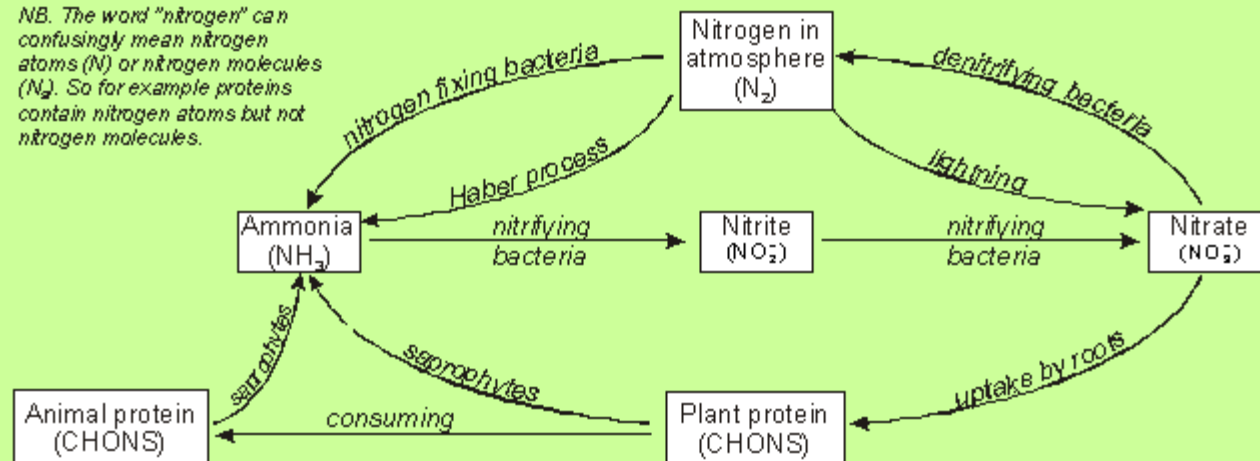 NB. The word "nitrogen" can
confusingly mean nitrogen
atoms (N) or nitrogen molecules
(N₂). So for example proteins
contain nitrogen atoms but not
nitrogen molecules.
Nitrogen in
atmosphere
(N₂)
nitrogen fixing bacteria
denitrifying bacteria
Haber process
lightning
Ammonia
(NH₃)
nitrifying
bacteria
Nitrite
(NO₂⁻)
nitrifying
bacteria
Nitrate
(NO₃⁻)
saprophytes
saprophytes
uptake by roots
Animal protein
(CHONS)
consuming
Plant protein
(CHONS)